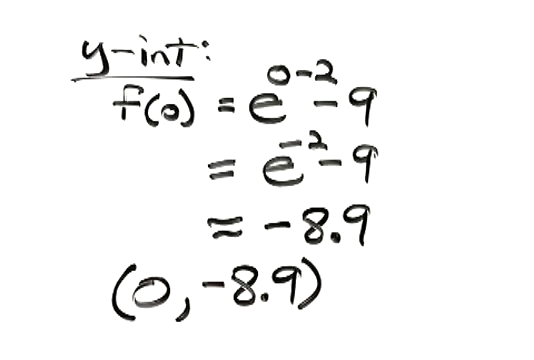 y-int:
f(0) = e^{0-2} - 9
= e^{-2} - 9
≈ -8.9
(0, -8.9)